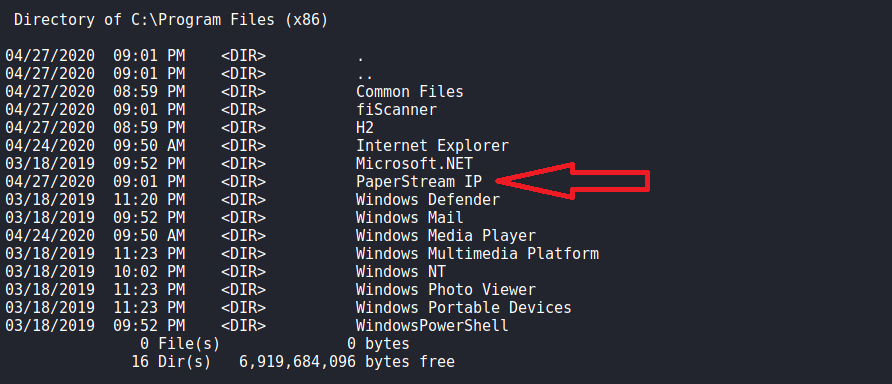 Directory of C:\Program Files (x86)
04/27/2020  09:01 PM    <DIR>          .
04/27/2020  09:01 PM    <DIR>          ..
04/27/2020  08:59 PM    <DIR>          Common Files
04/27/2020  09:01 PM    <DIR>          fiScanner
04/27/2020  08:59 PM    <DIR>          H2
04/24/2020  09:50 AM    <DIR>          Internet Explorer
03/18/2019  09:52 PM    <DIR>          Microsoft.NET
04/27/2020  09:01 PM    <DIR>          PaperStream IP
03/18/2019  11:20 PM    <DIR>          Windows Defender
03/18/2019  09:52 PM    <DIR>          Windows Mail
04/24/2020  09:50 AM    <DIR>          Windows Media Player
03/18/2019  11:23 PM    <DIR>          Windows Multimedia Platform
03/18/2019  10:02 PM    <DIR>          Windows NT
03/18/2019  11:23 PM    <DIR>          Windows Photo Viewer
03/18/2019  11:23 PM    <DIR>          Windows Portable Devices
03/18/2019  09:52 PM    <DIR>          WindowsPowerShell
0 File(s)              0 bytes
16 Dir(s)   6,919,684,096 bytes free